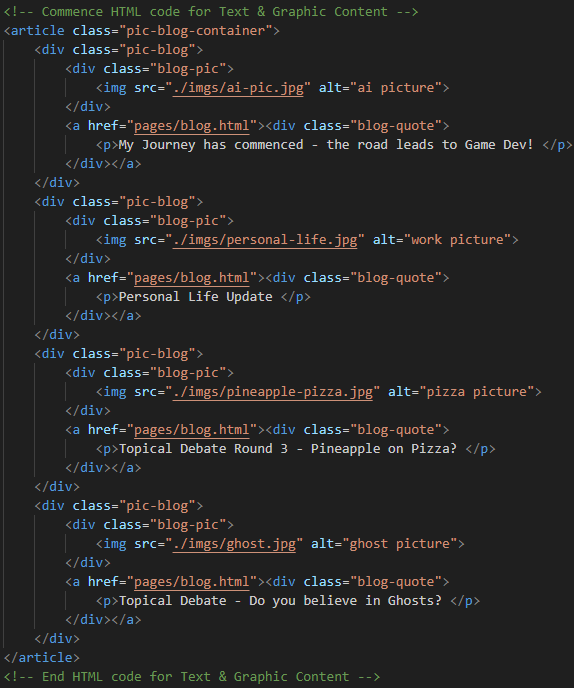 <!-- Commence HTML code for Text & Graphic Content -->
<article class="pic-blog-container">
    <div class="pic-blog">
        <div class="blog-pic">
            <img src="./imgs/ai-pic.jpg" alt="ai picture">
        </div>
        <a href="pages/blog.html"><div class="blog-quote">
            <p>My Journey has commenced - the road leads to Game Dev! </p>
        </div></a>
    </div>
    <div class="pic-blog">
        <div class="blog-pic">
            <img src="./imgs/personal-life.jpg" alt="work picture">
        </div>
        <a href="pages/blog.html"><div class="blog-quote">
            <p>Personal Life Update </p>
        </div></a>
    </div>
    <div class="pic-blog">
        <div class="blog-pic">
            <img src="./imgs/pineapple-pizza.jpg" alt="pizza picture">
        </div>
        <a href="pages/blog.html"><div class="blog-quote">
            <p>Topical Debate Round 3 - Pineapple on Pizza? </p>
        </div></a>
    </div>
    <div class="pic-blog">
        <div class="blog-pic">
            <img src="./imgs/ghost.jpg" alt="ghost picture">
        </div>
        <a href="pages/blog.html"><div class="blog-quote">
            <p>Topical Debate - Do you believe in Ghosts? </p>
        </div></a>
    </div>
</article>
<!-- End HTML code for Text & Graphic Content -->